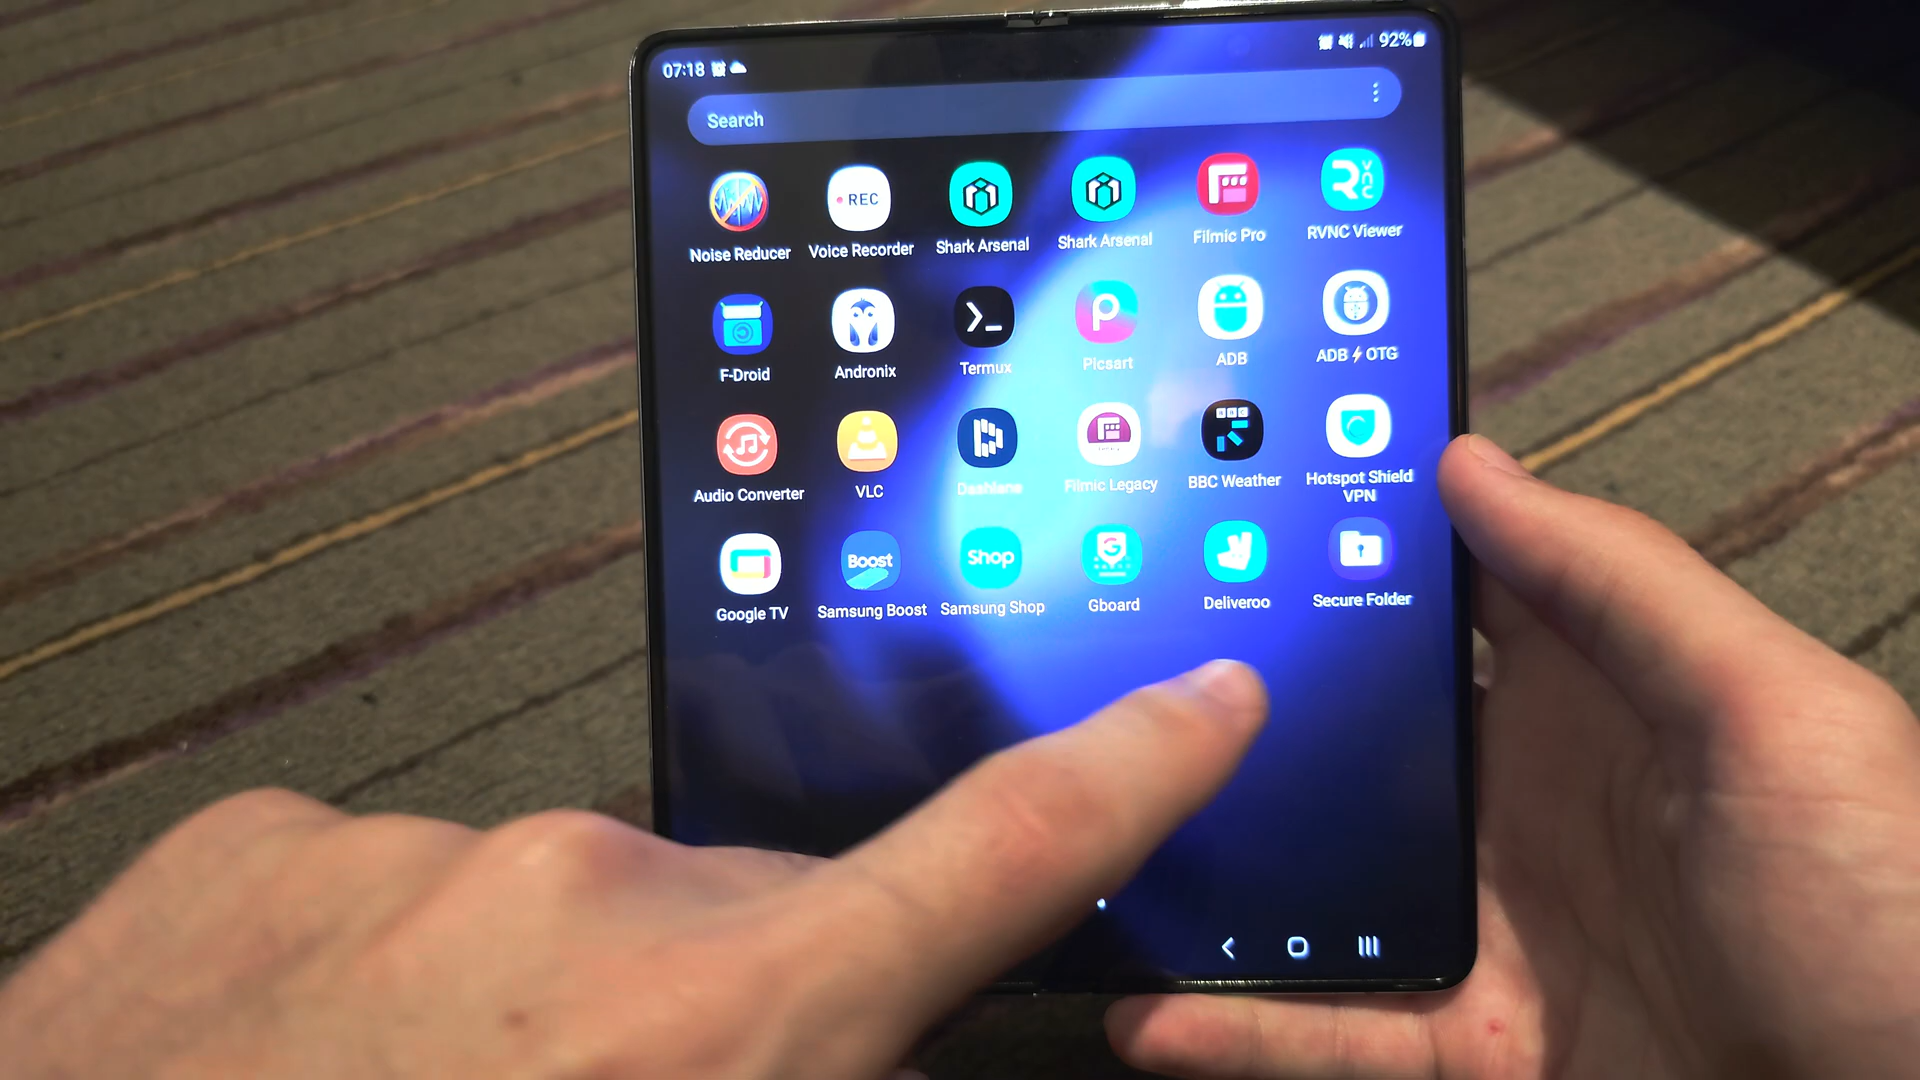 07:18
92%
Search
REC
Noise Reducer
Voice Recorder
Shark Arsenal
Shark Arsenal
Filmic Pro
RVNC Viewer
F-Droid
Andronix
Termux
Picsart
ADB
ADB⚡OTG
Audio Converter
VLC
Dashlane
Filmic Legacy
BBC
BBC Weather
Hotspot Shield
VPN
Boost
Shop
Google TV
Samsung Boost
Samsung Shop
Gboard
Deliveroo
Secure Folder